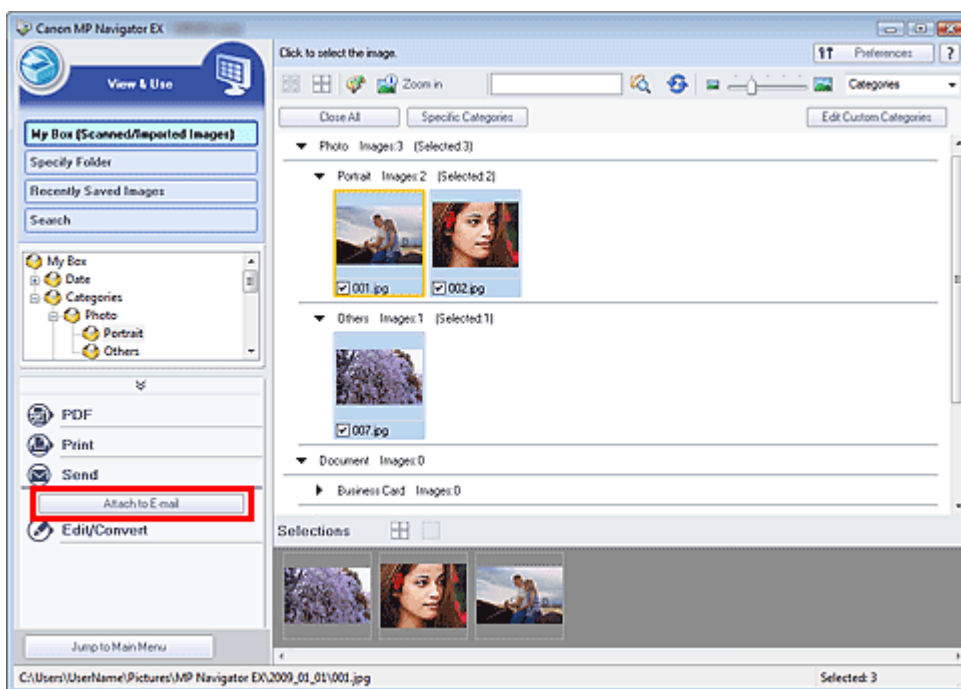 Canon MP Navigator EX
View & Use
My Box (Scanned/Imported Images)
Specify Folder
Recently Saved Images
Search
My Box
Date
Categories
Photo
Portrait
Others
PDF
Print
Send
Attach to E-mail
Edit/Convert
Jump to Main Menu
Click to select the image.
Preferences
?
Zoom in
Categories
Close All
Specific Categories
Edit Custom Categories
Photo Images:3 (Selected:3)
Portrait Images:2 (Selected:2)
001.jpg
002.jpg
Others Images:1 (Selected:1)
007.jpg
Document Images:0
Business Card Images:0
Selections
C:\Users\UserName\Pictures\MP Navigator EX\2009_01_01\001.jpg
Selected: 3